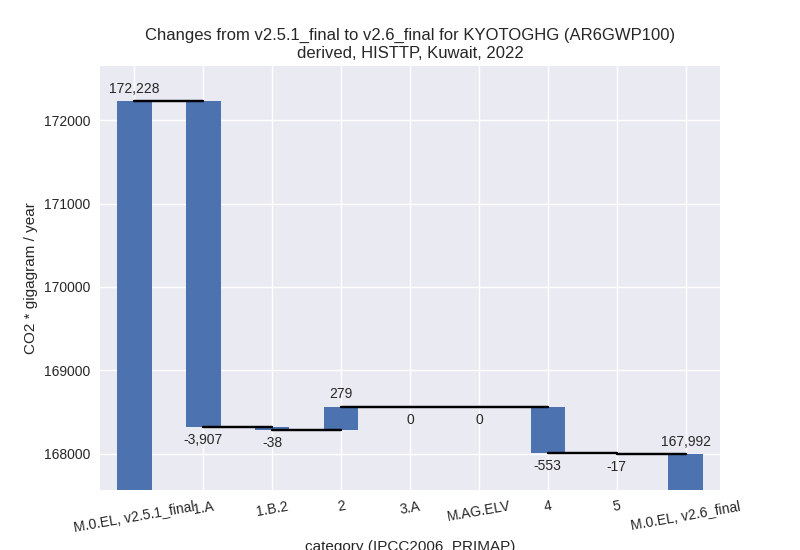 Changes from v2.5.1_final to v2.6_final for KYOTOGHG (AR6GWP100)
derived, HISTTP, Kuwait, 2022
CO2 * gigagram / year
172000
171000
170000
169000
168000
172,228
-3,907
-38
279
0
0
-553
-17
167,992
M.0.EL, v2.5.1_final
1.A
1.B.2
2
3.A
M.AG.ELV
4
5
M.0.EL, v2.6_final
category (IPCC2006_PRIMAP)